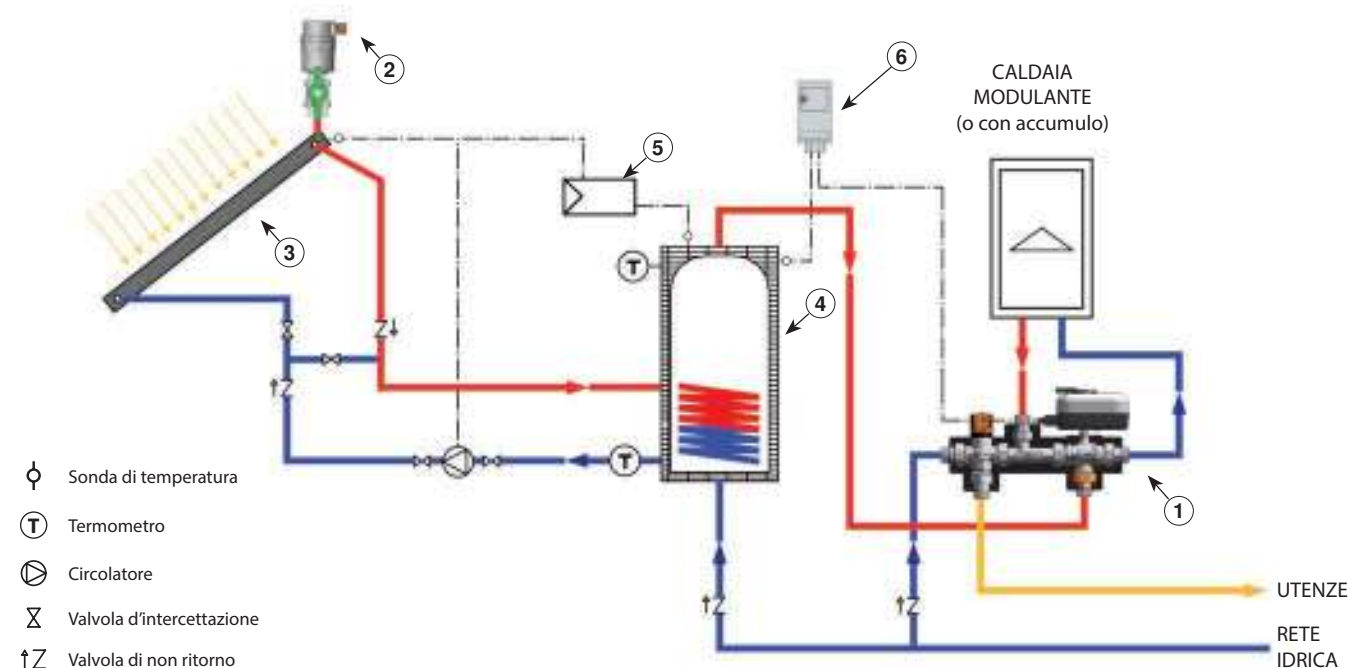 2
6
CALDAIA
MODULANTE
(o con accumulo)
5
3
T
4
Sonda di temperatura
T
1
T Termometro
Circolatore
UTENZE
Valvola d'intercettazione
RETE
IDRICA
Valvola di non ritorno